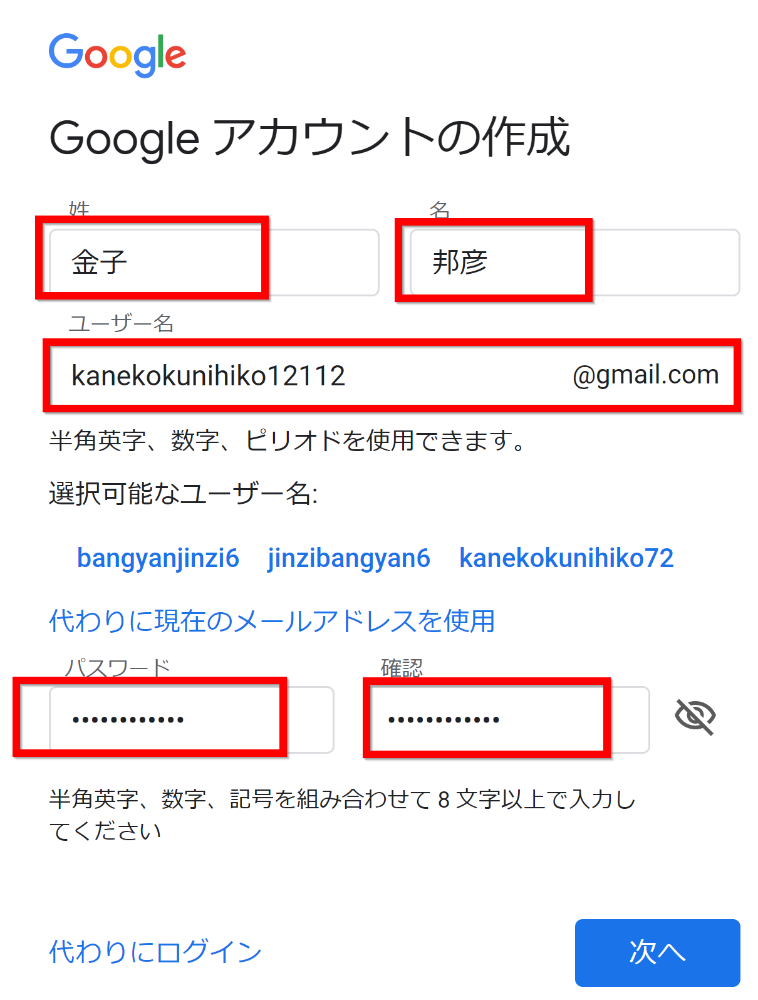 Google
Google アカウントの作成
姓 名
金子 邦彦
ユーザー名
kanekokunihiko12112 @gmail.com
半角英字、数字、ピリオドを使用できます。
選択可能なユーザー名:
bangyanjinzi6 jinzibangyan6 kanekokunihiko72
代わりに現在のメールアドレスを使用
パスワード 確認
•••••••••••• ••••••••••••
半角英字、数字、記号を組み合わせて 8 文字以上で入力し
てください
代わりにログイン 次へ